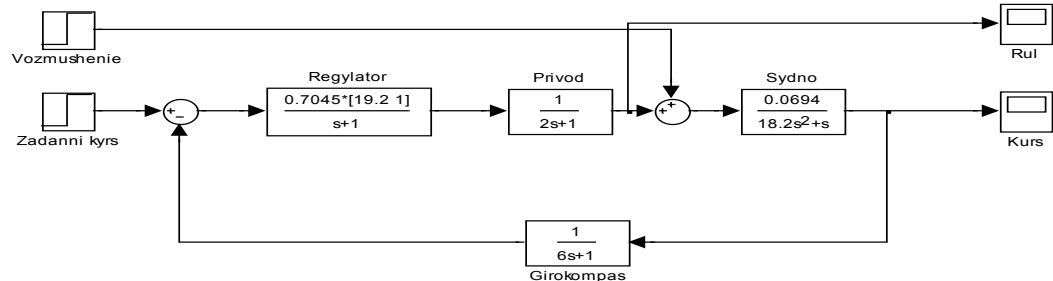 Vozmushenie
Rul
Regylator
Privod
Sydno
0.7045*[19.2 1]
s+1
1
2s+1
0.0694
18.2s²+s
Zadanni kyrs
Kurs
1
6s+1
Girokompas